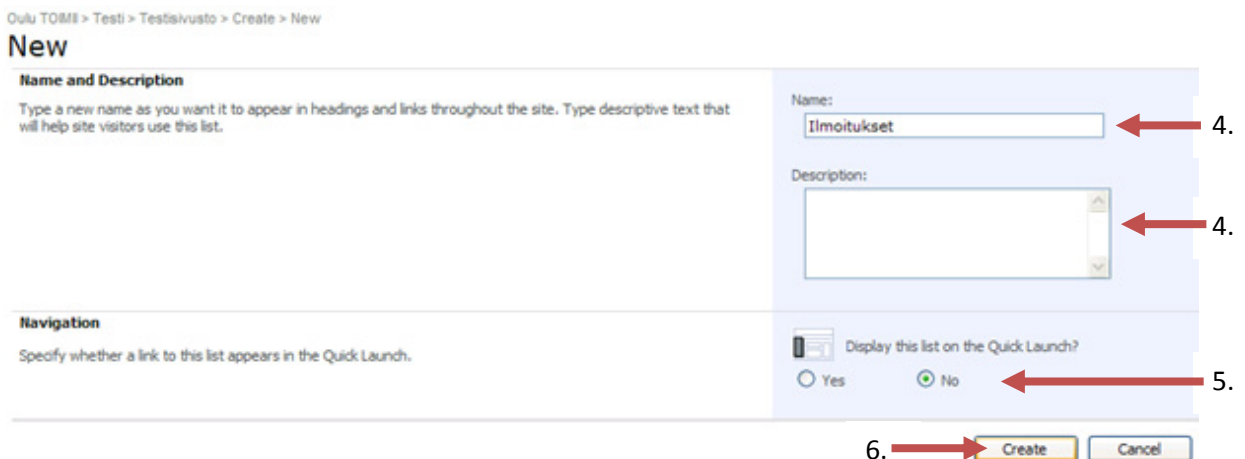 Oulu TOIMII > Testi > Testisivusto > Create > New
New
Name and Description
Type a new name as you want it to appear in headings and links throughout the site. Type descriptive text that
will help site visitors use this list.
Name:
Ilmoitukset
4.
Description:
4.
Navigation
Specify whether a link to this list appears in the Quick Launch.
Display this list on the Quick Launch?
Yes No
5.
6.
Create Cancel